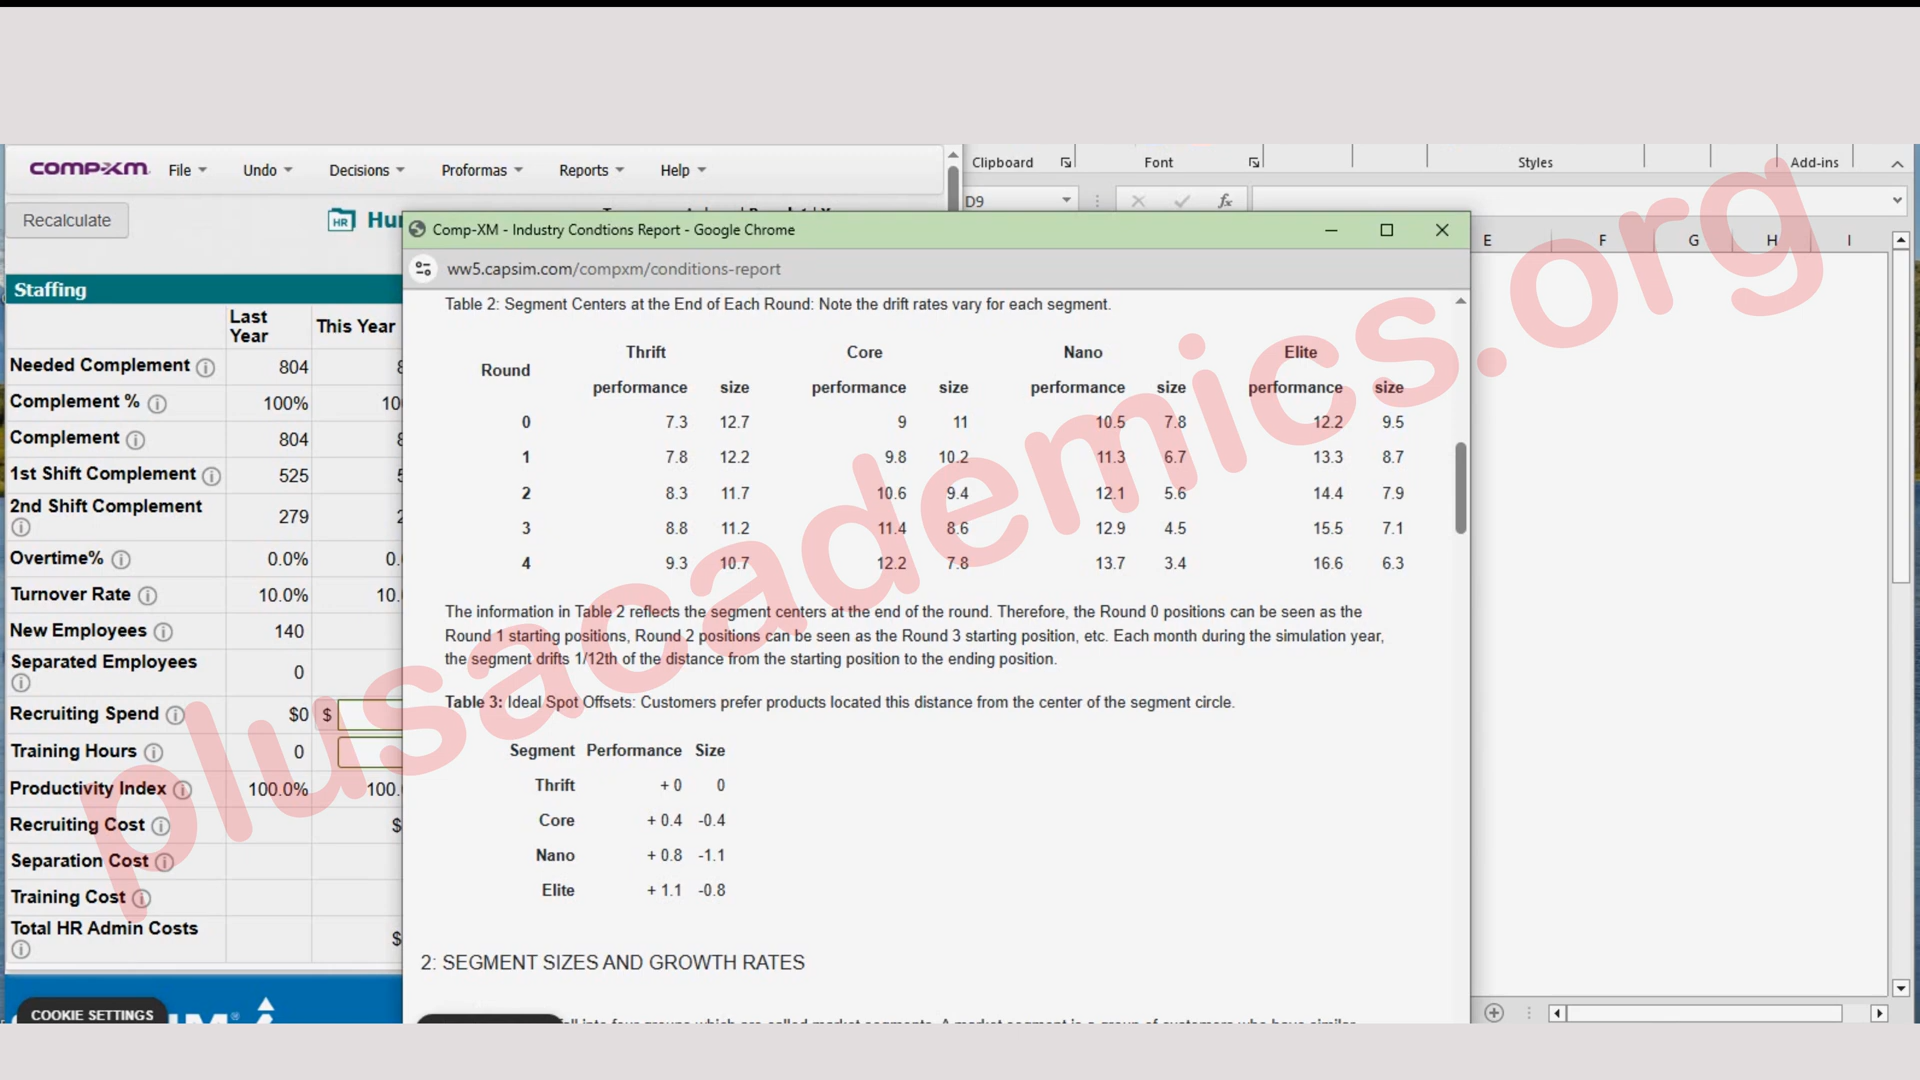 COMP-XM File Undo Decisions Proformas Reports Help
Recalculate
HR Hu
Staffing
Last Year This Year
Needed Complement 804
Complement % 100% 10
Complement 804
1st Shift Complement 525
2nd Shift Complement 279
Overtime% 0.0% 0.
Turnover Rate 10.0% 10.
New Employees 140
Separated Employees 0
Recruiting Spend $0 $
Training Hours 0
Productivity Index 100.0% 100.
Recruiting Cost $
Separation Cost
Training Cost
Total HR Admin Costs $
COOKIE SETTINGS
Clipboard Font Styles Add-ins
D9 fx
E F G H I
Comp-XM - Industry Condtions Report - Google Chrome
ww5.capsim.com/compxm/conditions-report
Table 2: Segment Centers at the End of Each Round: Note the drift rates vary for each segment.
Thrift Core Nano Elite
Round
performance size performance size performance size performance size
0 7.3 12.7 9 11 10.5 7.8 12.2 9.5
1 7.8 12.2 9.8 10.2 11.3 6.7 13.3 8.7
2 8.3 11.7 10.6 9.4 12.1 5.6 14.4 7.9
3 8.8 11.2 11.4 8.6 12.9 4.5 15.5 7.1
4 9.3 10.7 12.2 7.8 13.7 3.4 16.6 6.3
The information in Table 2 reflects the segment centers at the end of the round. Therefore, the Round 0 positions can be seen as the
Round 1 starting positions, Round 2 positions can be seen as the Round 3 starting position, etc. Each month during the simulation year,
the segment drifts 1/12th of the distance from the starting position to the ending position.
Table 3: Ideal Spot Offsets: Customers prefer products located this distance from the center of the segment circle.
Segment Performance Size
Thrift + 0 0
Core + 0.4 -0.4
Nano + 0.8 -1.1
Elite + 1.1 -0.8
2: SEGMENT SIZES AND GROWTH RATES
plusacademics.org